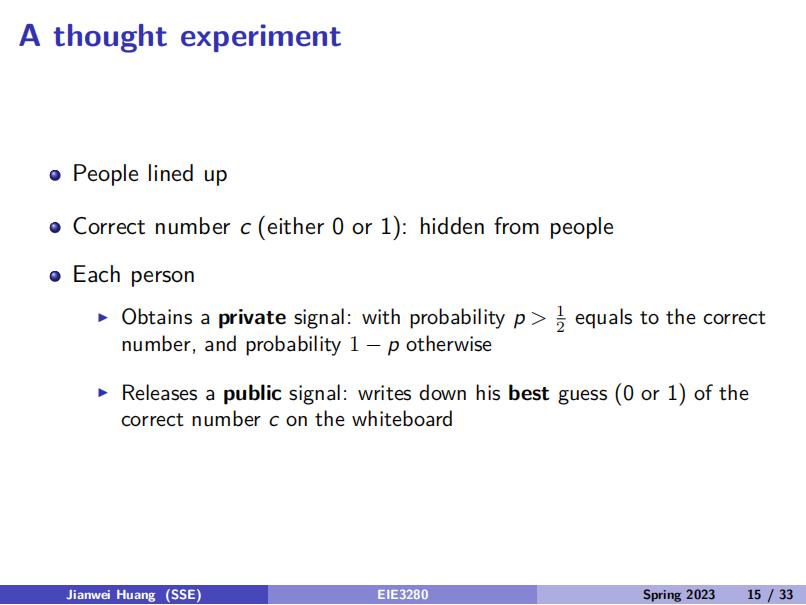 A thought experiment
People lined up
Correct number c (either 0 or 1): hidden from people
Each person
Obtains a private signal: with probability p > 1/2 equals to the correct
number, and probability 1 − p otherwise
Releases a public signal: writes down his best guess (0 or 1) of the
correct number c on the whiteboard
Jianwei Huang (SSE) EIE3280 Spring 2023 15 / 33